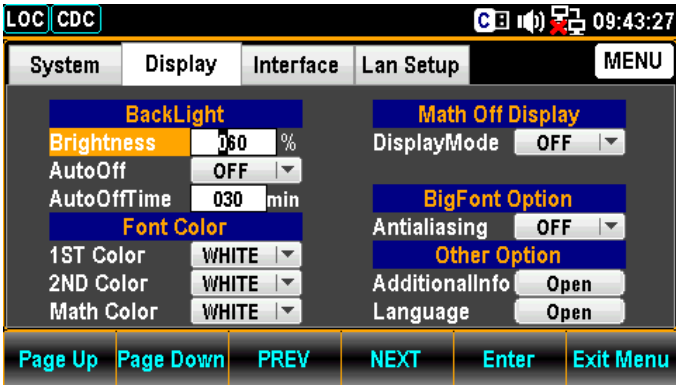 LOC CDC C 09:43:27
System Display Interface Lan Setup MENU
BackLight
Brightness 060 %
AutoOff OFF
AutoOffTime 030 min
Font Color
1ST Color WHITE
2ND Color WHITE
Math Color WHITE
Math Off Display
DisplayMode OFF
BigFont Option
Antialiasing OFF
Other Option
AdditionalInfo Open
Language Open
Page Up Page Down PREV NEXT Enter Exit Menu